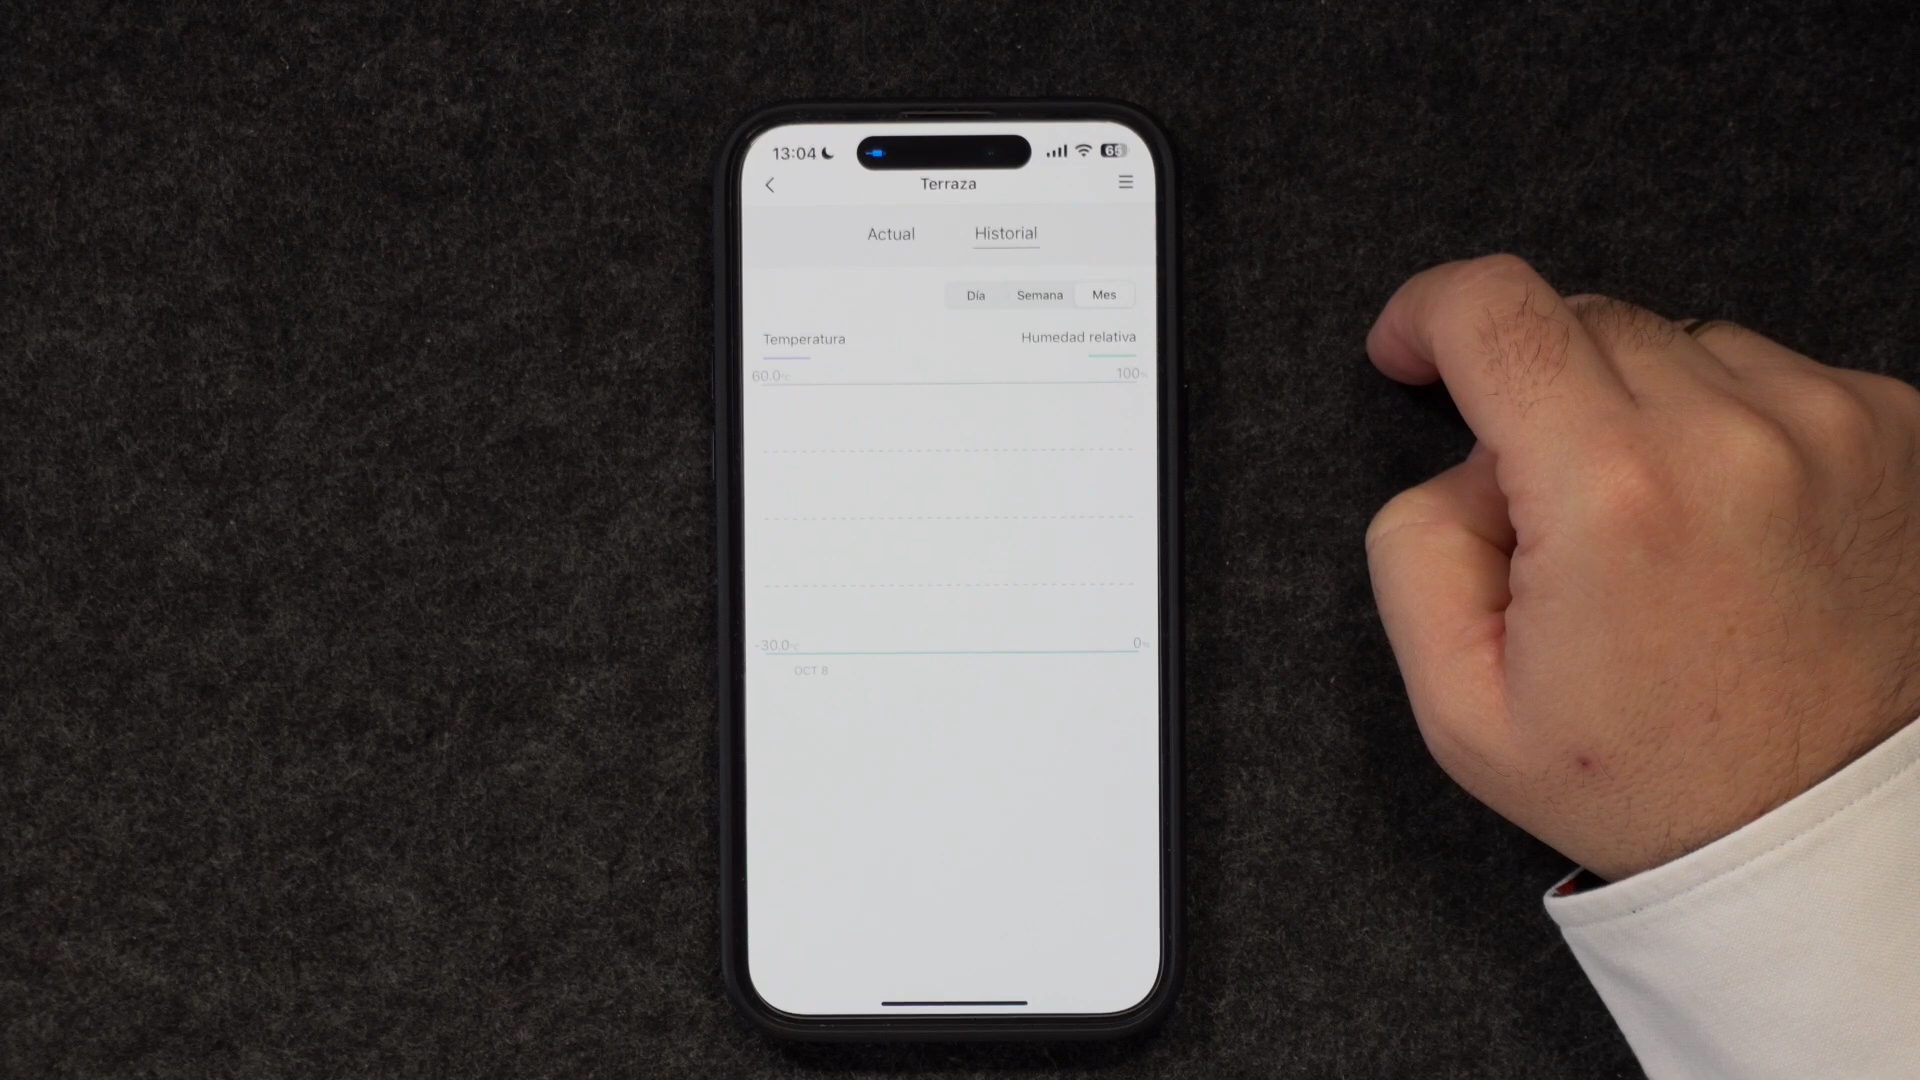 13:04 65
Terraza
Actual Historial
Día Semana Mes
Temperatura Humedad relativa
60.0°C 100%
-30.0°C 0%
OCT 8